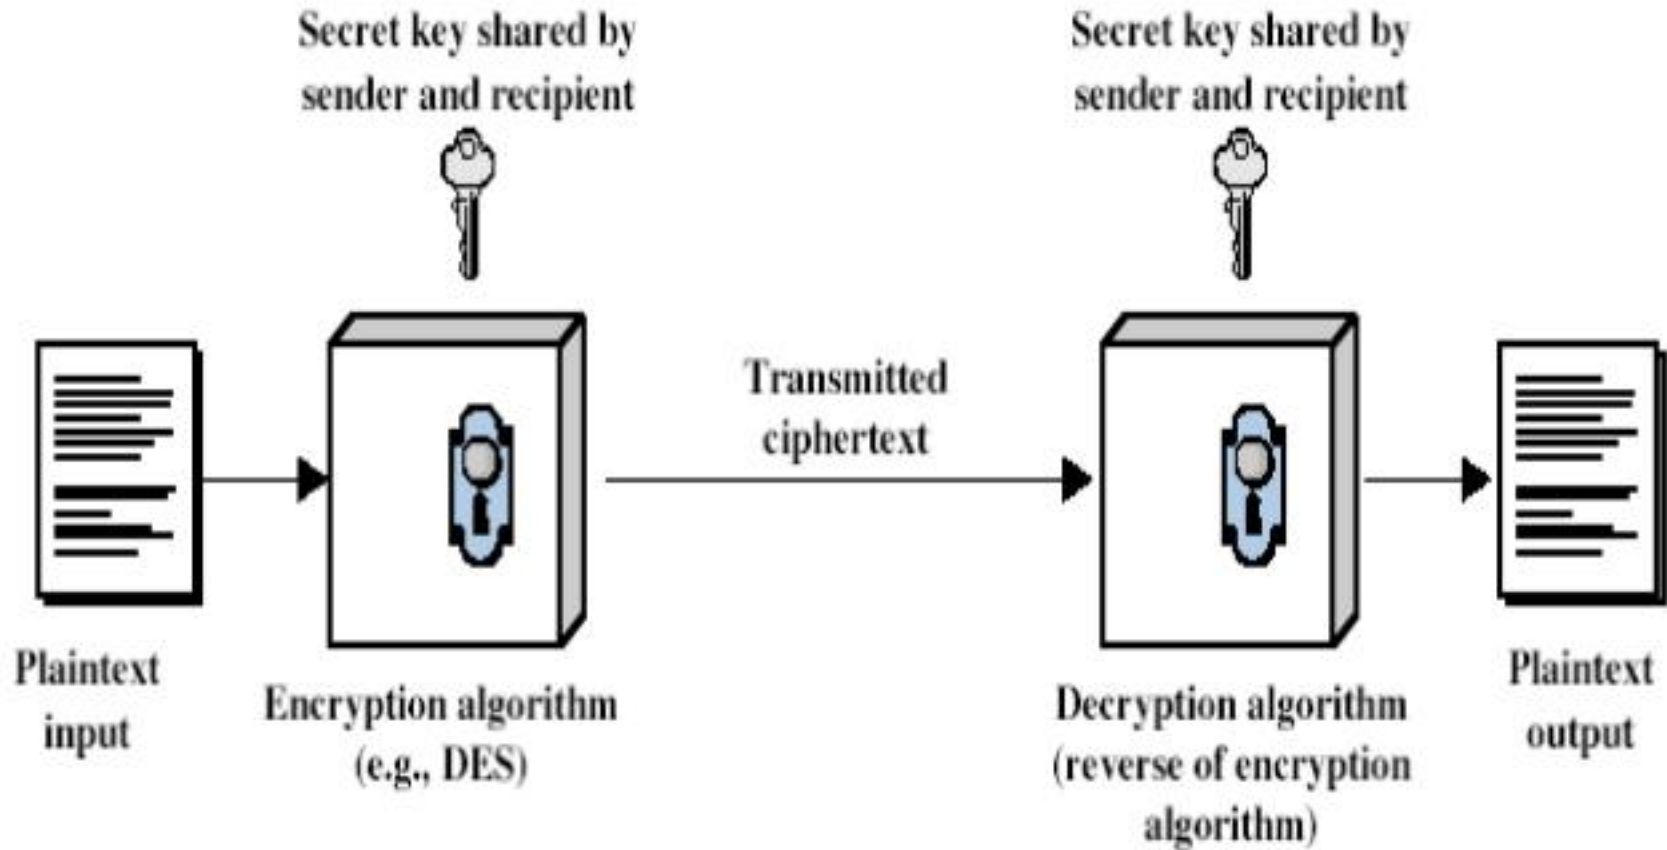 Secret key shared by
sender and recipient
Secret key shared by
sender and recipient
Transmitted
ciphertext
Plaintext
input
Encryption algorithm
(e.g., DES)
Decryption algorithm
(reverse of encryption
algorithm)
Plaintext
output